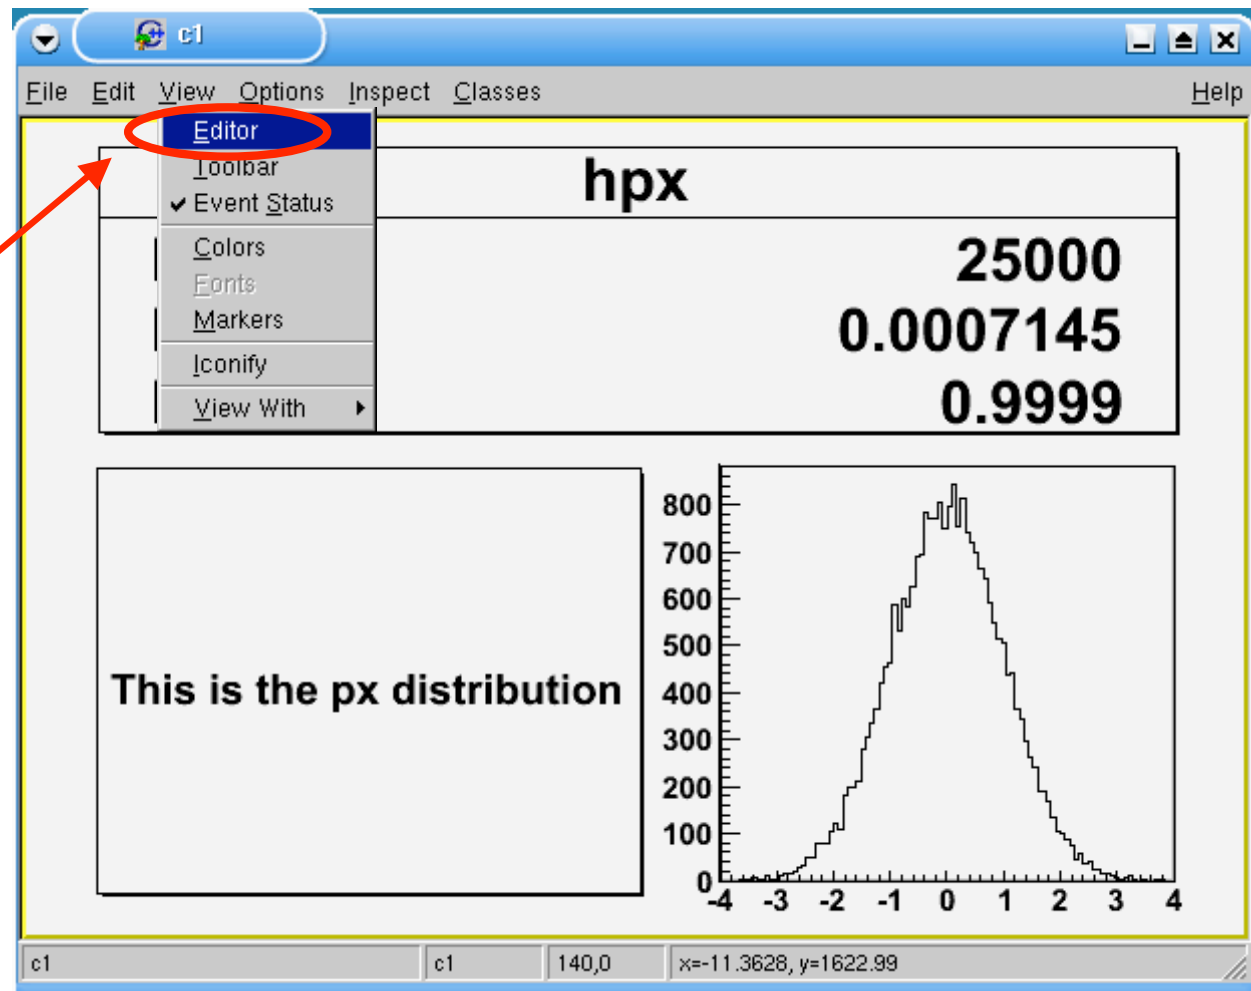 c1
File Edit View Options Inspect Classes Help
Editor
Toolbar
Event Status
Colors
Fonts
Markers
Iconify
View With
hpx
25000
0.0007145
0.9999
This is the px distribution
800
700
600
500
400
300
200
100
0
-4 -3 -2 -1 0 1 2 3 4
c1 c1 140,0 x=-11.3628, y=1622.99